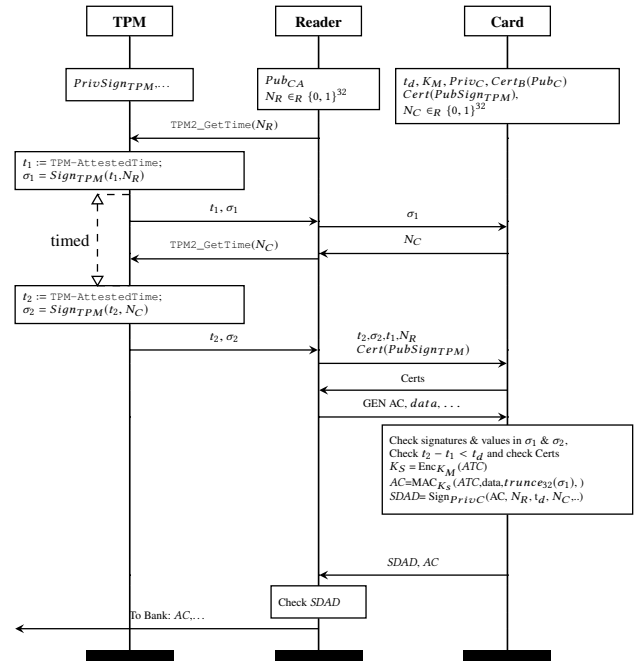 TPM Reader Card
PrivSign_TPM,...
Pub_CA
N_R ∈_R {0, 1}^32
t_d, K_M, Priv_C, Cert_B(Pub_C)
Cert(PubSign_TPM),
N_C ∈_R {0, 1}^32
TPM2_GetTime(N_R)
t_1 := TPM-AttestedTime;
σ_1 = Sign_TPM(t_1,N_R)
t_1, σ_1
σ_1
timed
N_C
TPM2_GetTime(N_C)
t_2 := TPM-AttestedTime;
σ_2 = Sign_TPM(t_2, N_C)
t_2, σ_2
t_2,σ_2,t_1,N_R
Cert(PubSign_TPM)
Certs
GEN AC, data, ...
Check signatures & values in σ_1 & σ_2,
Check t_2 − t_1 < t_d and check Certs
K_S = Enc_K_M(ATC)
AC=MAC_K_s(ATC,data,trunce_32(σ_1), )
SDAD= Sign_PrivC(AC, N_R, t_d, N_C,..)
SDAD, AC
Check SDAD
To Bank: AC,...